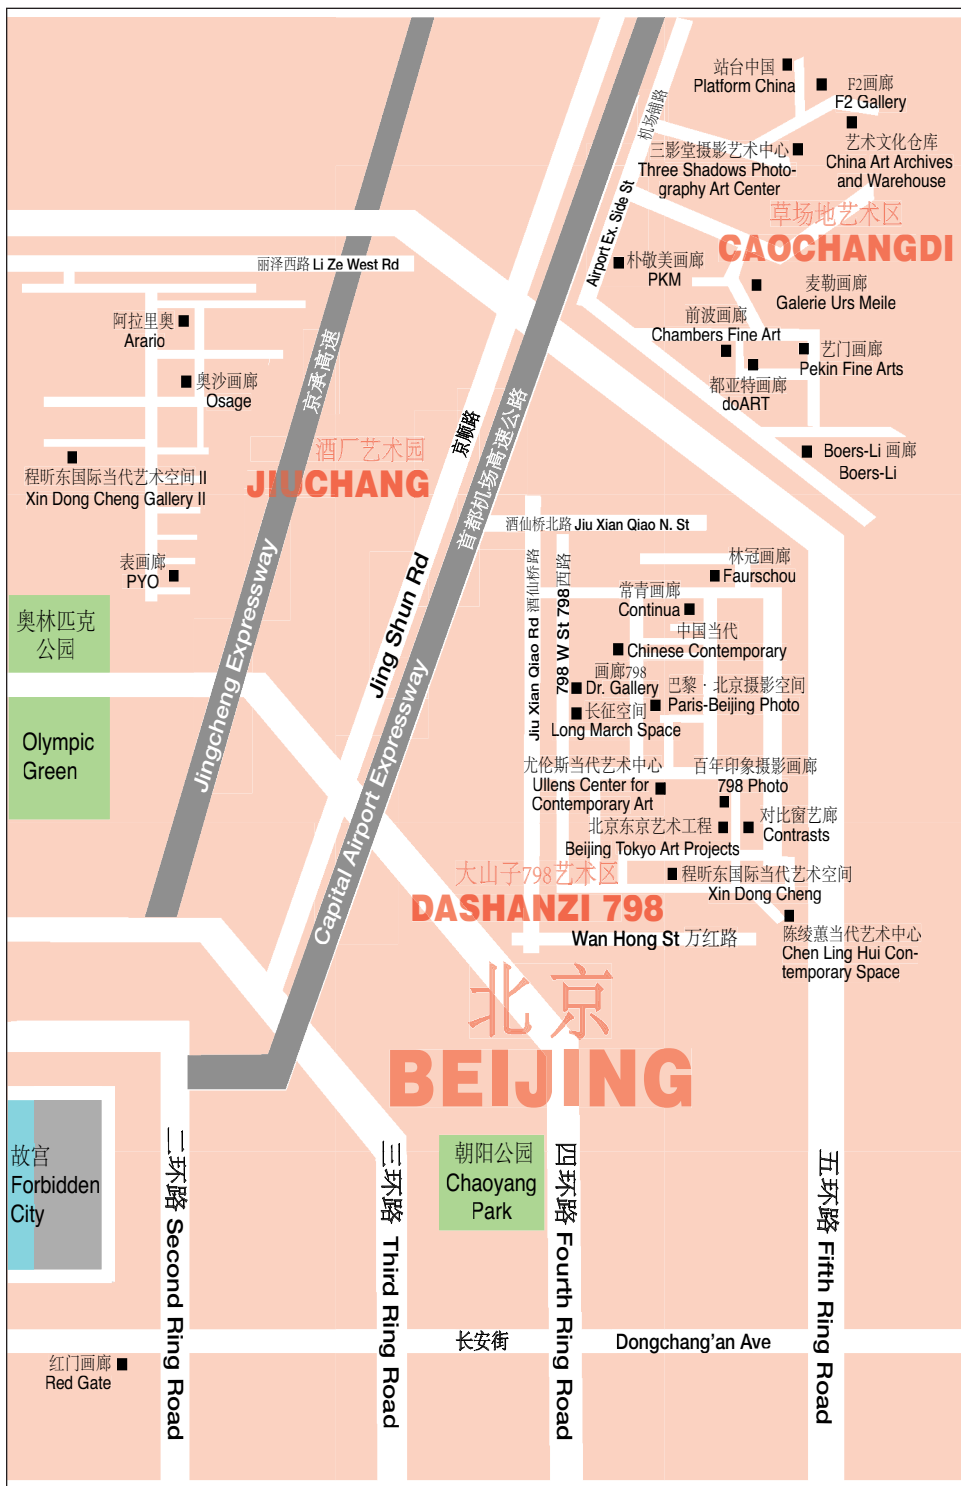 站台中国
Platform China
F2画廊
F2 Gallery
机场辅路
三影堂摄影艺术中心
Three Shadows Photo-
graphy Art Center
艺术文化仓库
China Art Archives
and Warehouse
草场地艺术区
CAOCHANGDI
Airport Ex. Side St
丽泽西路 Li Ze West Rd
朴敬美画廊
PKM
麦勒画廊
Galerie Urs Meile
阿拉里奥
Arario
前波画廊
Chambers Fine Art
艺门画廊
Pekin Fine Arts
奥沙画廊
Osage
都亚特画廊
doART
京承高速
京顺路
首都机场高速公路
酒厂艺术园
JIUCHANG
Boers-Li 画廊
Boers-Li
程昕东国际当代艺术空间 II
Xin Dong Cheng Gallery II
酒仙桥北路 Jiu Xian Qiao N. St
表画廊
PYO
林冠画廊
Faurschou
常青画廊
Continua
中国当代
Chinese Contemporary
奥林匹克
公园
Olympic
Green
Jingcheng Expressway
Jing Shun Rd
Capital Airport Expressway
Jiu Xian Qiao Rd 酒仙桥路
798 W St 798西路
画廊798
Dr. Gallery
巴黎·北京摄影空间
Paris-Beijing Photo
长征空间
Long March Space
尤伦斯当代艺术中心
Ullens Center for
Contemporary Art
百年印象摄影画廊
798 Photo
北京东京艺术工程
Beijing Tokyo Art Projects
对比窗艺廊
Contrasts
大山子798艺术区
DASHANZI 798
程昕东国际当代艺术空间
Xin Dong Cheng
Wan Hong St 万红路
陈绫蕙当代艺术中心
Chen Ling Hui Con-
temporary Space
北京
BEIJING
故宫
Forbidden
City
朝阳公园
Chaoyang
Park
二环路 Second Ring Road
三环路 Third Ring Road
四环路 Fourth Ring Road
五环路 Fifth Ring Road
长安街
Dongchang'an Ave
红门画廊
Red Gate